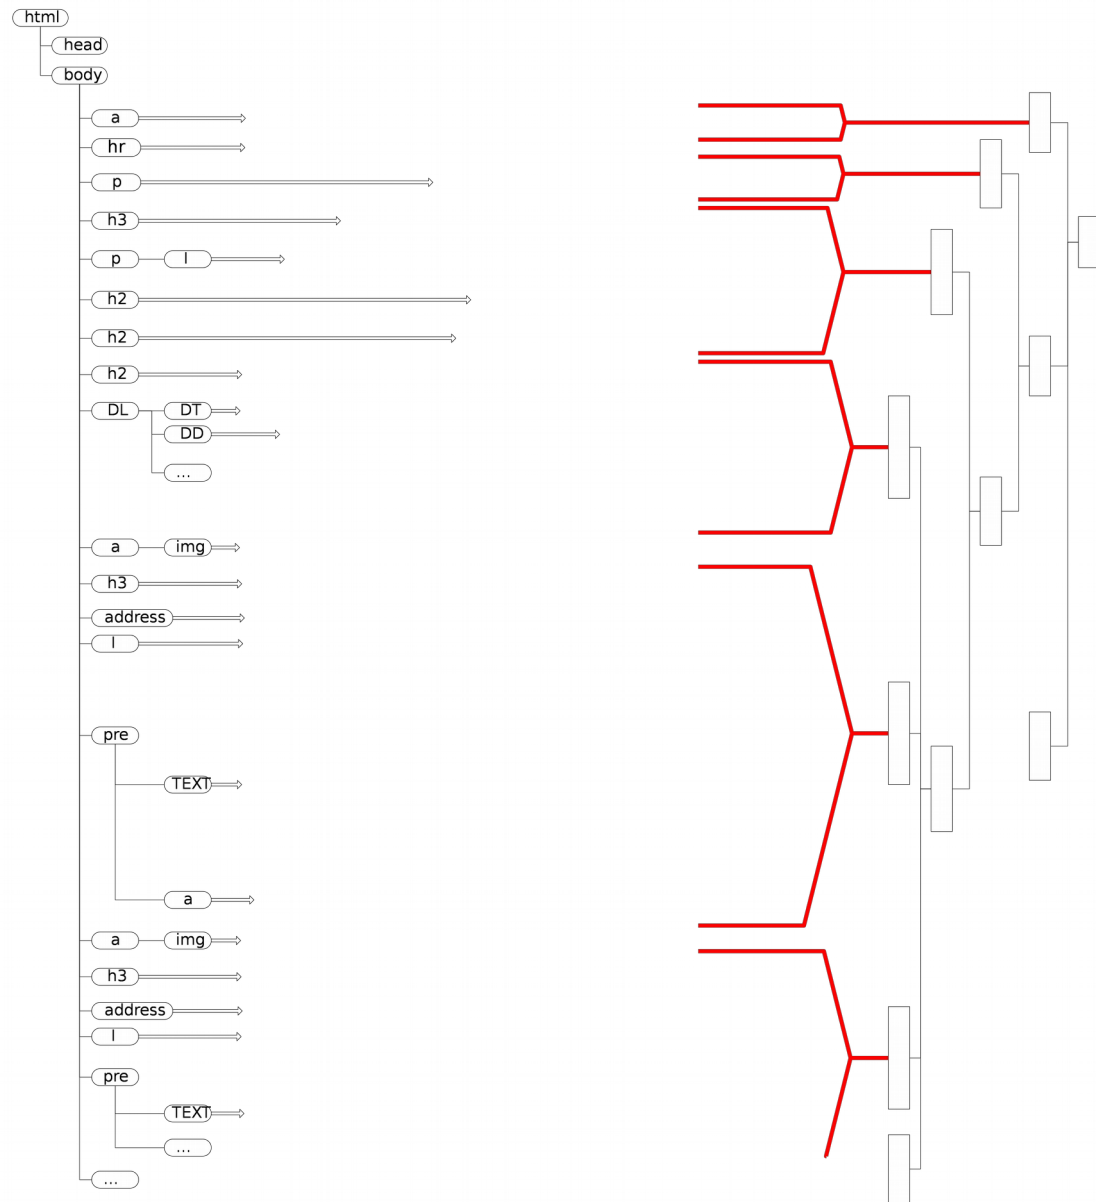 html
head
body
a
hr
p
h3
p I
h2
h2
h2
DL DT
DD
...
a img
h3
address
I
pre
TEXT
a
a img
h3
address
I
pre
TEXT
...
...